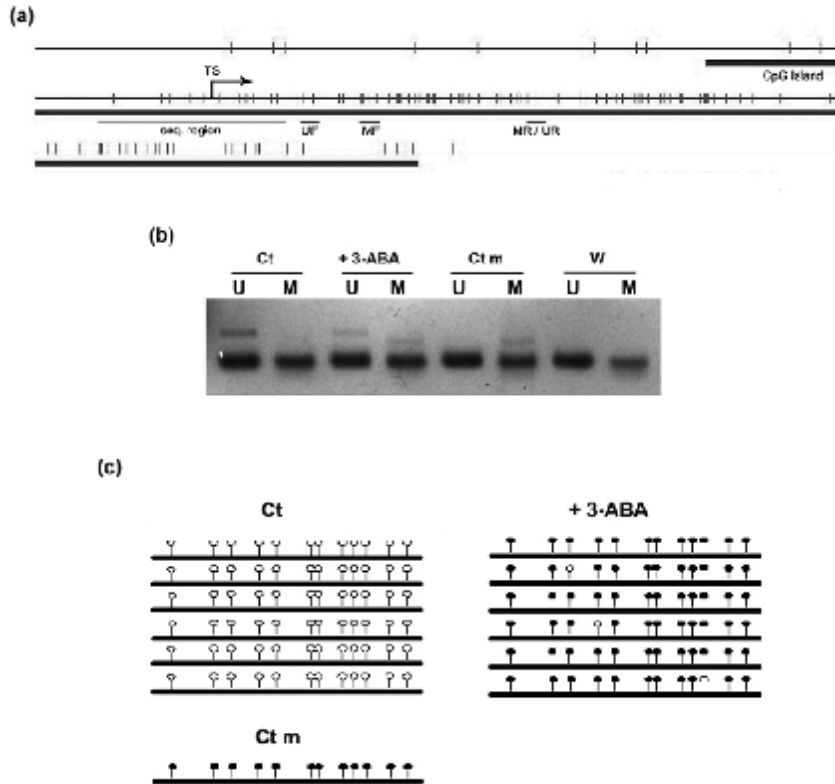 (a)
TS
CpG Island
seq. region UF MF MR / UR
(b)
Ct + 3-ABA Ct m W
U M U M U M U M
(c)
Ct + 3-ABA
Ct m